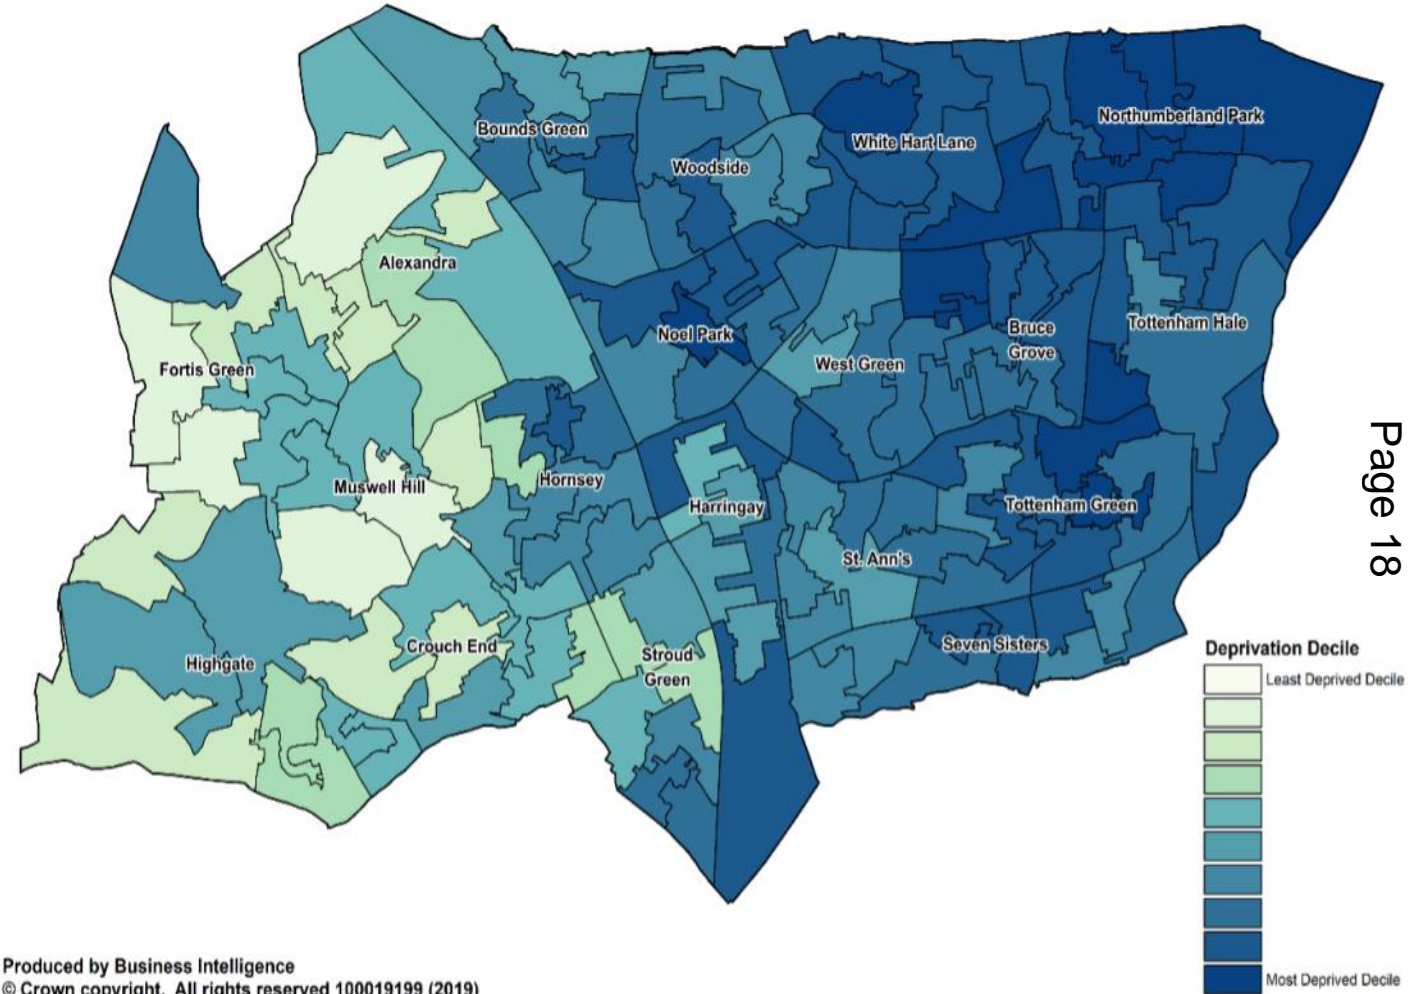 Northumberland Park
Bounds Green
White Hart Lane
Woodside
Alexandra
Tottenham Hale
Noel Park
Bruce
Grove
West Green
Fortis Green
Hornsey
Muswell Hill
Harringay
Tottenham Green
St. Ann's
Page 18
Seven Sisters
Crouch End
Stroud
Green
Highgate
Deprivation Decile
Least Deprived Decile
Most Deprived Decile
Produced by Business Intelligence
© Crown copyright. All rights reserved 100019199 (2019)